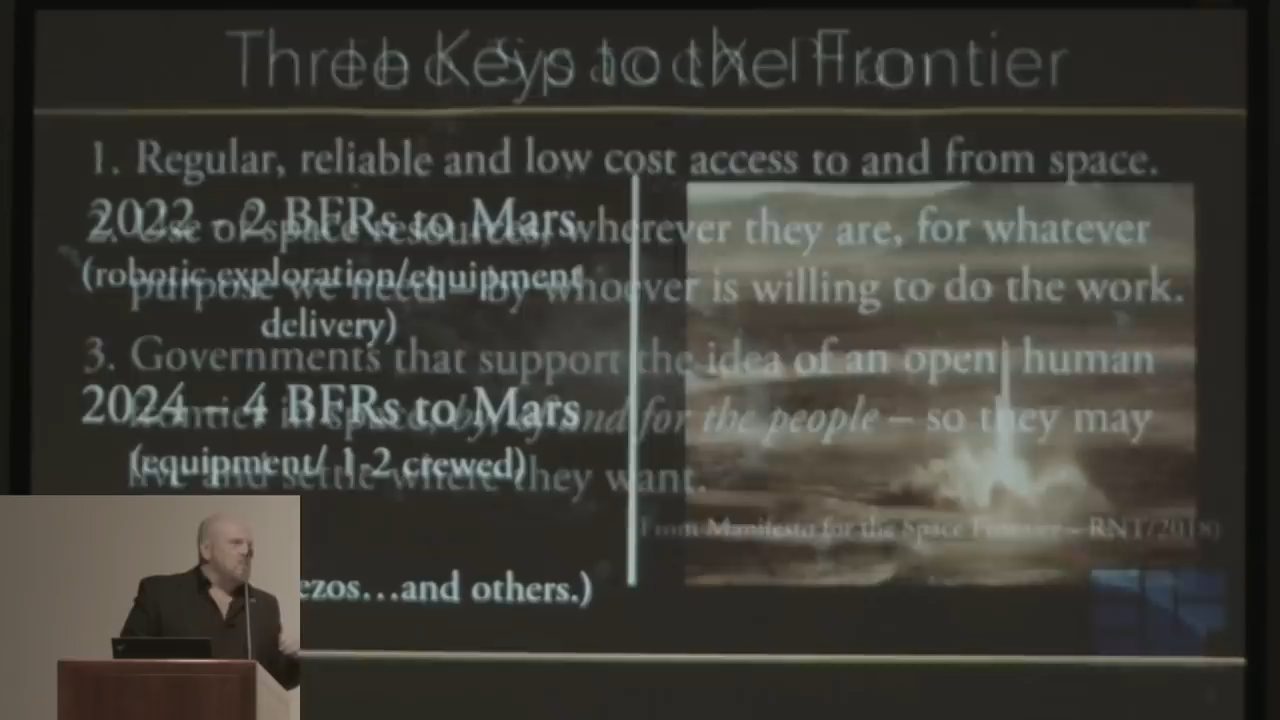 Three Keys to the Frontier
The SpaceX Plan
1. Regular, reliable and low cost access to and from space.
2022 – 2 BFRs to Mars
2. Use of space resources, wherever they are, for whatever
(robotic exploration/equipment
purpose we need – by whoever is willing to do the work.
delivery)
3. Governments that support the idea of an open human
2024 – 4 BFRs to Mars
frontier in space, by, of and for the people – so they may
(equipment/ 1-2 crewed)
live and settle where they want.
From Manifesto for the Space Frontier – RNT/2018)
ezos…and others.)